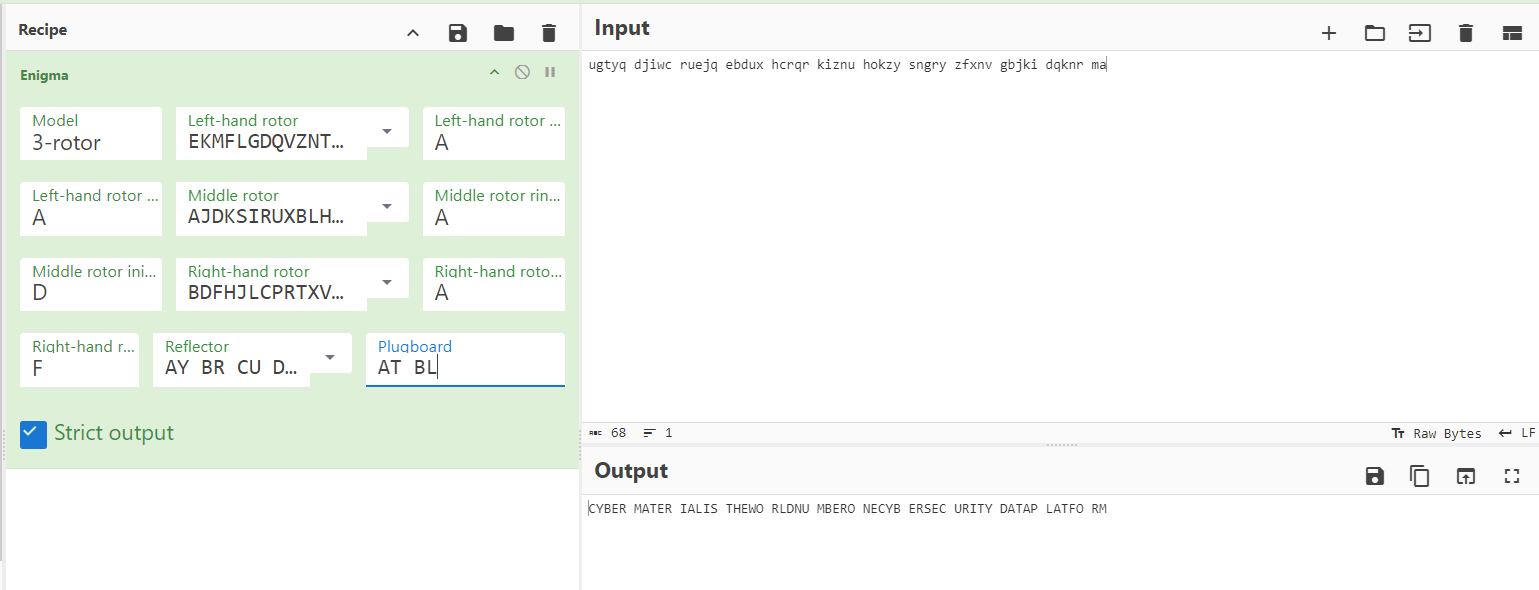 Recipe
Enigma
Model
3-rotor
Left-hand rotor
EKMFLGDQVZNT...
Left-hand rotor ...
A
Left-hand rotor ...
A
Middle rotor
AJDKSIRUXBLH...
Middle rotor rin...
A
Middle rotor ini...
D
Right-hand rotor
BDFHJLCPRTXV...
Right-hand roto...
A
Right-hand r...
F
Reflector
AY BR CU D...
Plugboard
AT BL
Strict output
Input
ugtyq djiwc ruejq ebdux hcrqr kiznu hokzy sngry zfxnv gbjki dqknr ma
ABC 68 1
Tт Raw Bytes LF
Output
CYBER MATER IALIS THEWO RLDNU MBERO NECYB ERSEC URITY DATAP LATFO RM